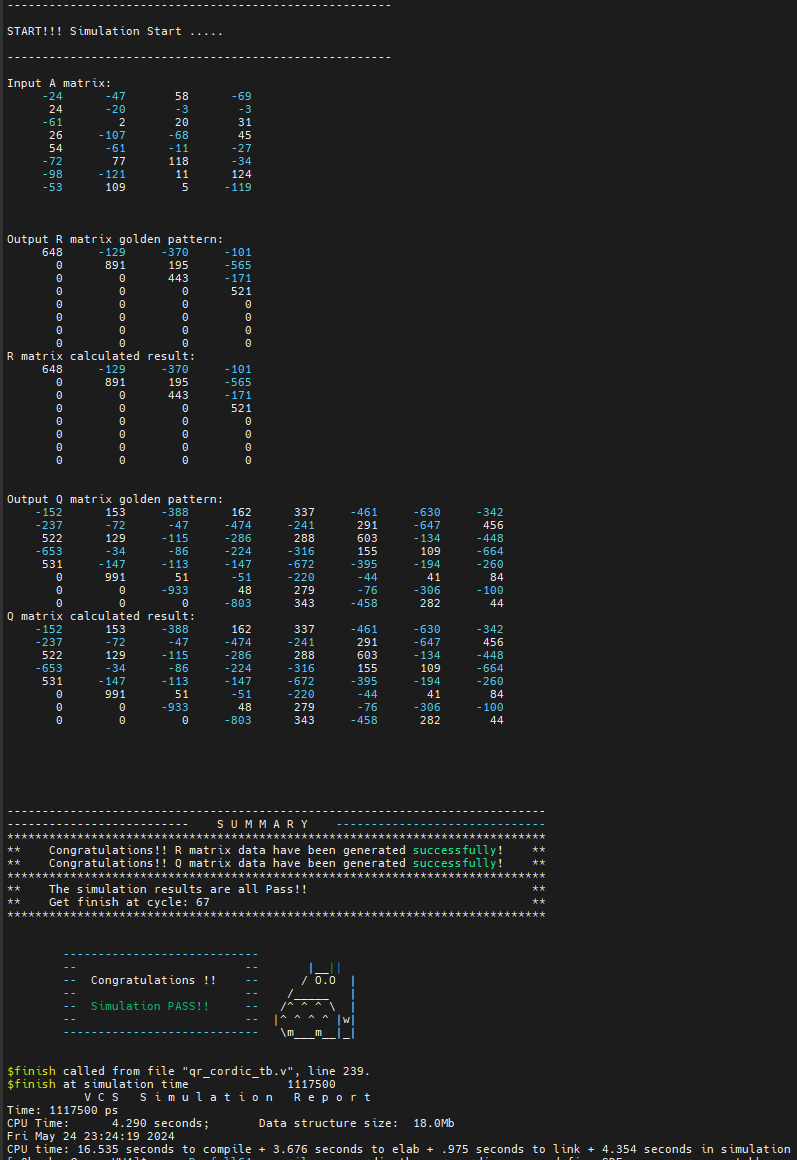 -------------------------------------------------------
START!!! Simulation Start .....
-------------------------------------------------------
Input A matrix:
-24 -47 58 -69
24 -20 -3 -3
-61 2 20 31
26 -107 -68 45
54 -61 -11 -27
-72 77 118 -34
-98 -121 11 124
-53 109 5 -119
Output R matrix golden pattern:
648 -129 -370 -101
0 891 195 -565
0 0 443 -171
0 0 0 521
0 0 0 0
0 0 0 0
0 0 0 0
0 0 0 0
R matrix calculated result:
648 -129 -370 -101
0 891 195 -565
0 0 443 -171
0 0 0 521
0 0 0 0
0 0 0 0
0 0 0 0
0 0 0 0
Output Q matrix golden pattern:
-152 153 -388 162 337 -461 -630 -342
-237 -72 -47 -474 -241 291 -647 456
522 129 -115 -286 288 603 -134 -448
-653 -34 -86 -224 -316 155 109 -664
531 -147 -113 -147 -672 -395 -194 -260
0 991 51 -51 -220 -44 41 84
0 0 -933 48 279 -76 -306 -100
0 0 0 -803 343 -458 282 44
Q matrix calculated result:
-152 153 -388 162 337 -461 -630 -342
-237 -72 -47 -474 -241 291 -647 456
522 129 -115 -286 288 603 -134 -448
-653 -34 -86 -224 -316 155 109 -664
531 -147 -113 -147 -672 -395 -194 -260
0 991 51 -51 -220 -44 41 84
0 0 -933 48 279 -76 -306 -100
0 0 0 -803 343 -458 282 44
-----------------------------------------------------------------------------
--------------------------    S U M M A R Y    ------------------------------
*****************************************************************************
**    Congratulations!! R matrix data have been generated successfully!    **
**    Congratulations!! Q matrix data have been generated successfully!    **
*****************************************************************************
**    The simulation results are all Pass!!                                **
**    Get finish at cycle: 67                                              **
*****************************************************************************
        ----------------------------
        --                        --       |__||
        --  Congratulations !!    --      / O.O  |
        --                        --    /_____   |
        --  Simulation PASS!!     --   /^ ^ ^ \  |
        --                        --  |^ ^ ^ ^ |w|
        ----------------------------   \m___m__|_|
$finish called from file "qr_cordic_tb.v", line 239.
$finish at simulation time              1117500
           V C S   S i m u l a t i o n   R e p o r t
Time: 1117500 ps
CPU Time:      4.290 seconds;       Data structure size:  18.0Mb
Fri May 24 23:24:19 2024
CPU time: 16.535 seconds to compile + 3.676 seconds to elab + .975 seconds to link + 4.354 seconds in simulation